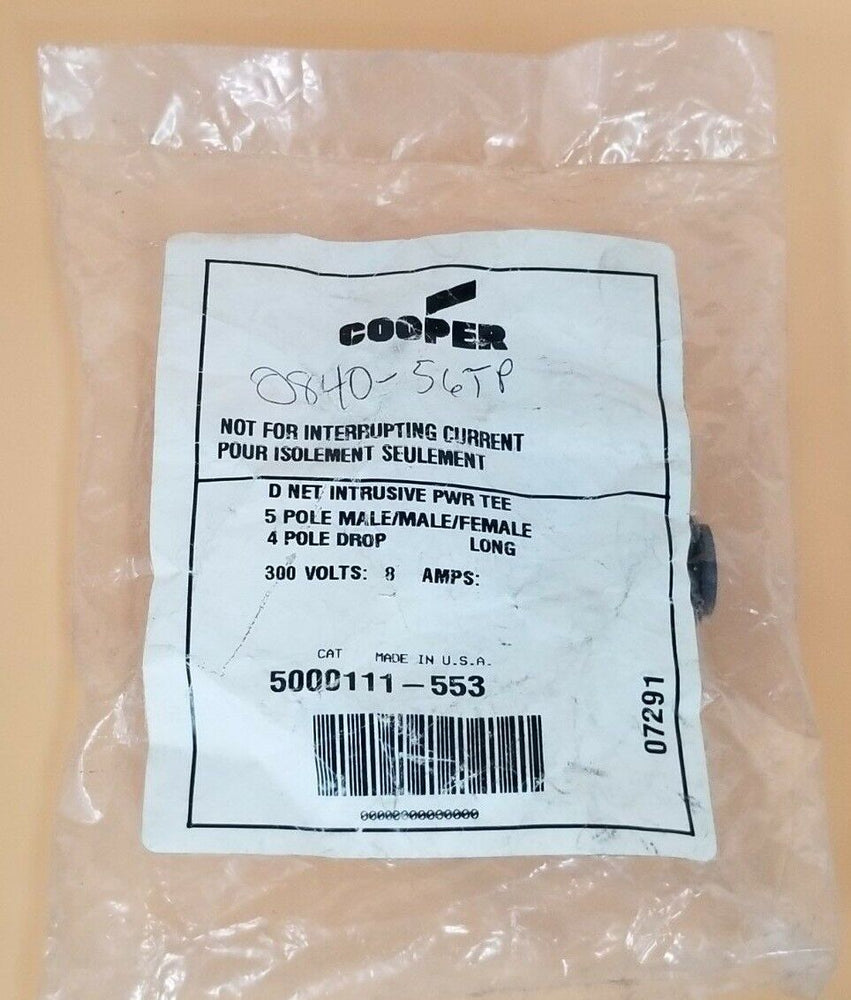 COOPER
0840-56TP
NOT FOR INTERRUPTING CURRENT
POUR ISOLEMENT SEULEMENT
D NET INTRUSIVE PWR TEE
5 POLE MALE/MALE/FEMALE
4 POLE DROP LONG
300 VOLTS: 8 AMPS:
CAT MADE IN U.S.A.
5000111-553
07291
00000000000000